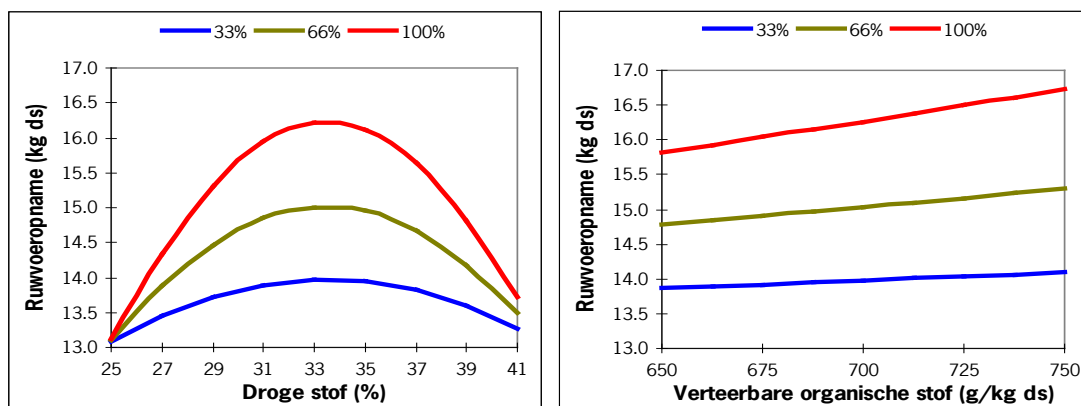 33% 66% 100%
Ruwvoeropname (kg ds)
17.0
16.5
16.0
15.5
15.0
14.5
14.0
13.5
13.0
25 27 29 31 33 35 37 39 41
Droge stof (%)
33% 66% 100%
Ruwvoeropname (kg ds)
17.0
16.5
16.0
15.5
15.0
14.5
14.0
13.5
13.0
650 675 700 725 750
Verteerbare organische stof (g/kg ds)